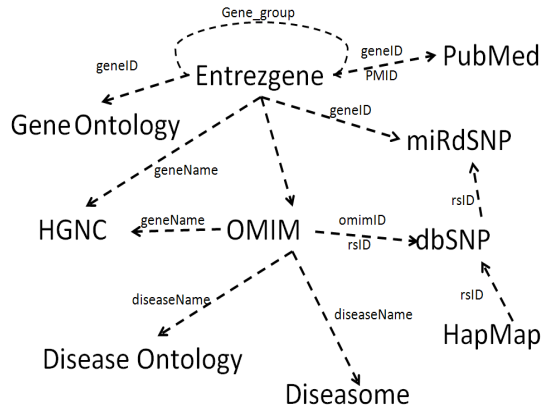 Gene_group
geneID
PubMed
geneID
Entrezgene
PMID
Gene Ontology
geneID
miRdSNP
geneName
rsID
HGNC
geneName
OMIM
omimID
rsID
dbSNP
diseaseName
diseaseName
rsID
HapMap
Disease Ontology
Diseasome